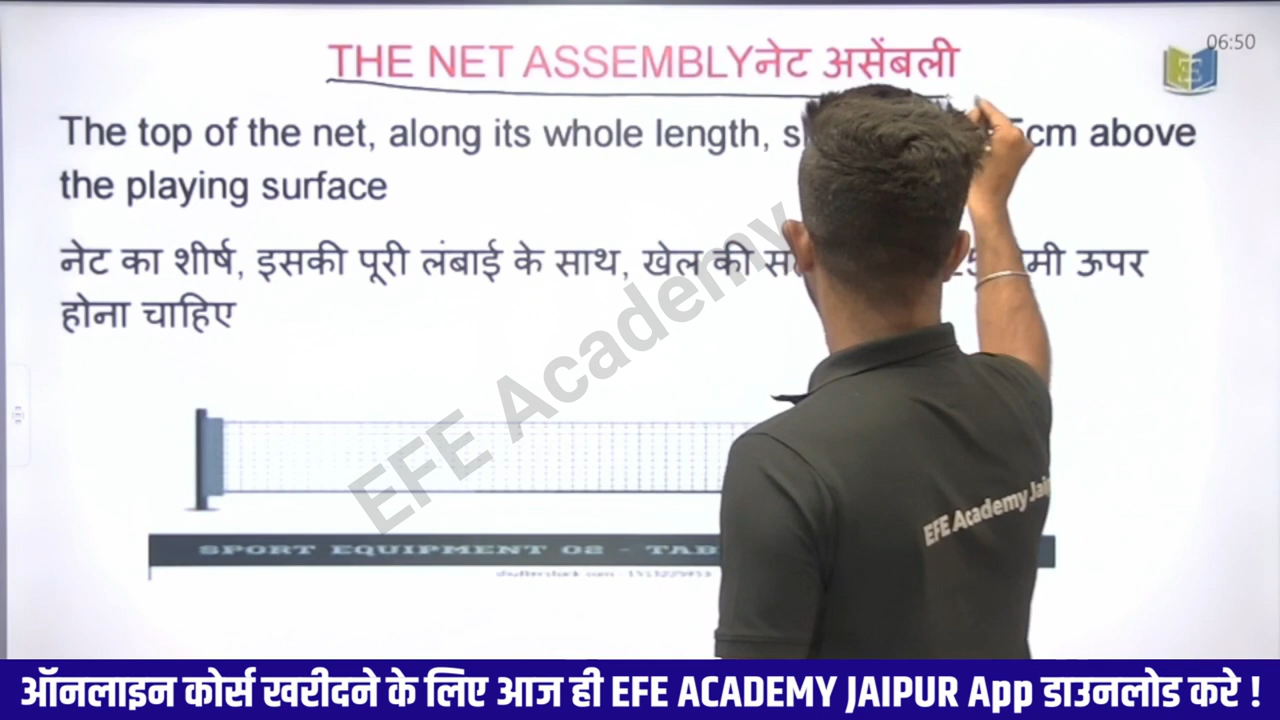 THE NET ASSEMBLYनेट असेंबली
06:50
The top of the net, along its whole length, 5cm above
the playing surface
नेट का शीर्ष, इसकी पूरी लंबाई के साथ, खेल की ऊपर
होना चाहिए
EFE Academy
SPORT EQUIPMENT 02 - TAB
EFE Academy Jaip
ऑनलाइन कोर्स खरीदने के लिए आज ही EFE ACADEMY JAIPUR App डाउनलोड करे !